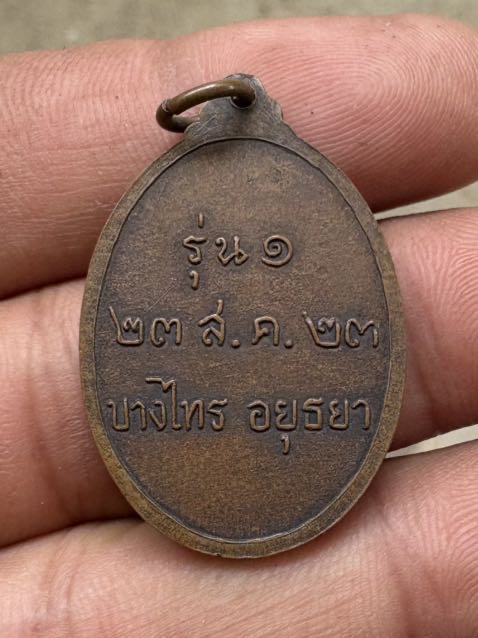 รุ่น ๑
๒๓ ส.ค. ๒๓
บางไทร อยุธยา